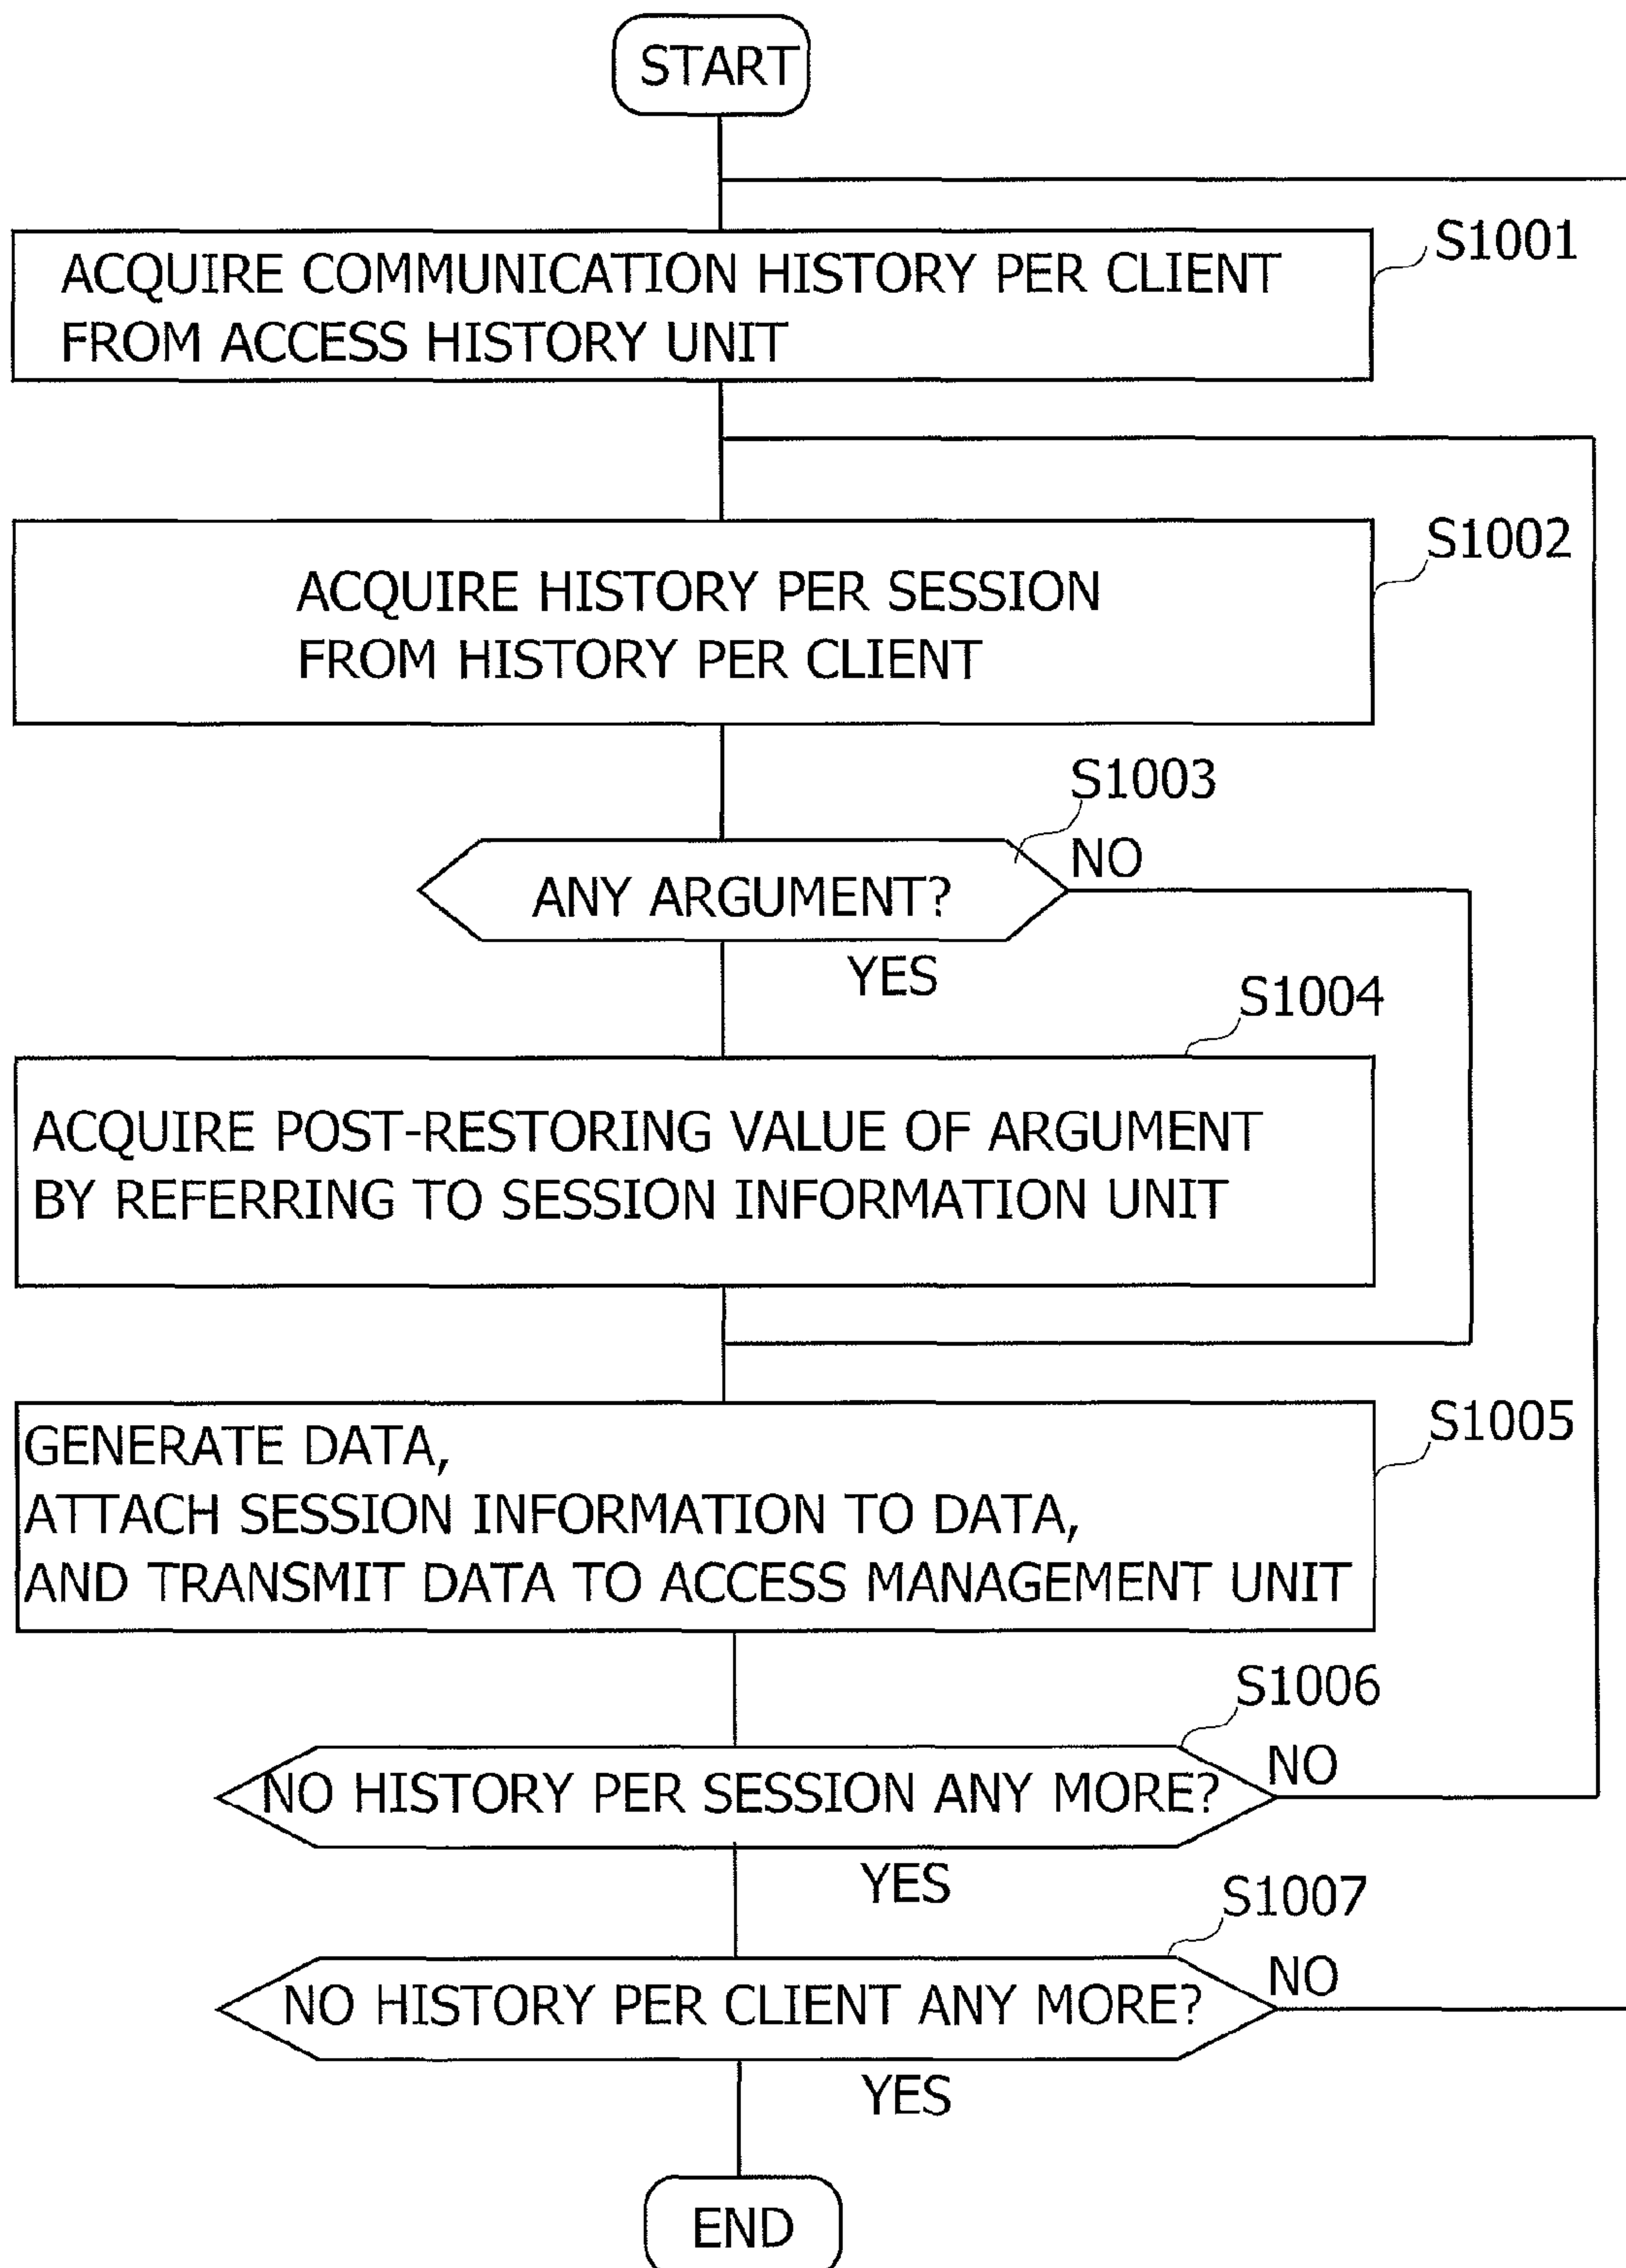 START
S1001
ACQUIRE COMMUNICATION HISTORY PER CLIENT
FROM ACCESS HISTORY UNIT
S1002
ACQUIRE HISTORY PER SESSION
FROM HISTORY PER CLIENT
S1003
NO
ANY ARGUMENT?
YES
S1004
ACQUIRE POST-RESTORING VALUE OF ARGUMENT
BY REFERRING TO SESSION INFORMATION UNIT
S1005
GENERATE DATA,
ATTACH SESSION INFORMATION TO DATA,
AND TRANSMIT DATA TO ACCESS MANAGEMENT UNIT
S1006
NO
NO HISTORY PER SESSION ANY MORE?
YES
S1007
NO
NO HISTORY PER CLIENT ANY MORE?
YES
END